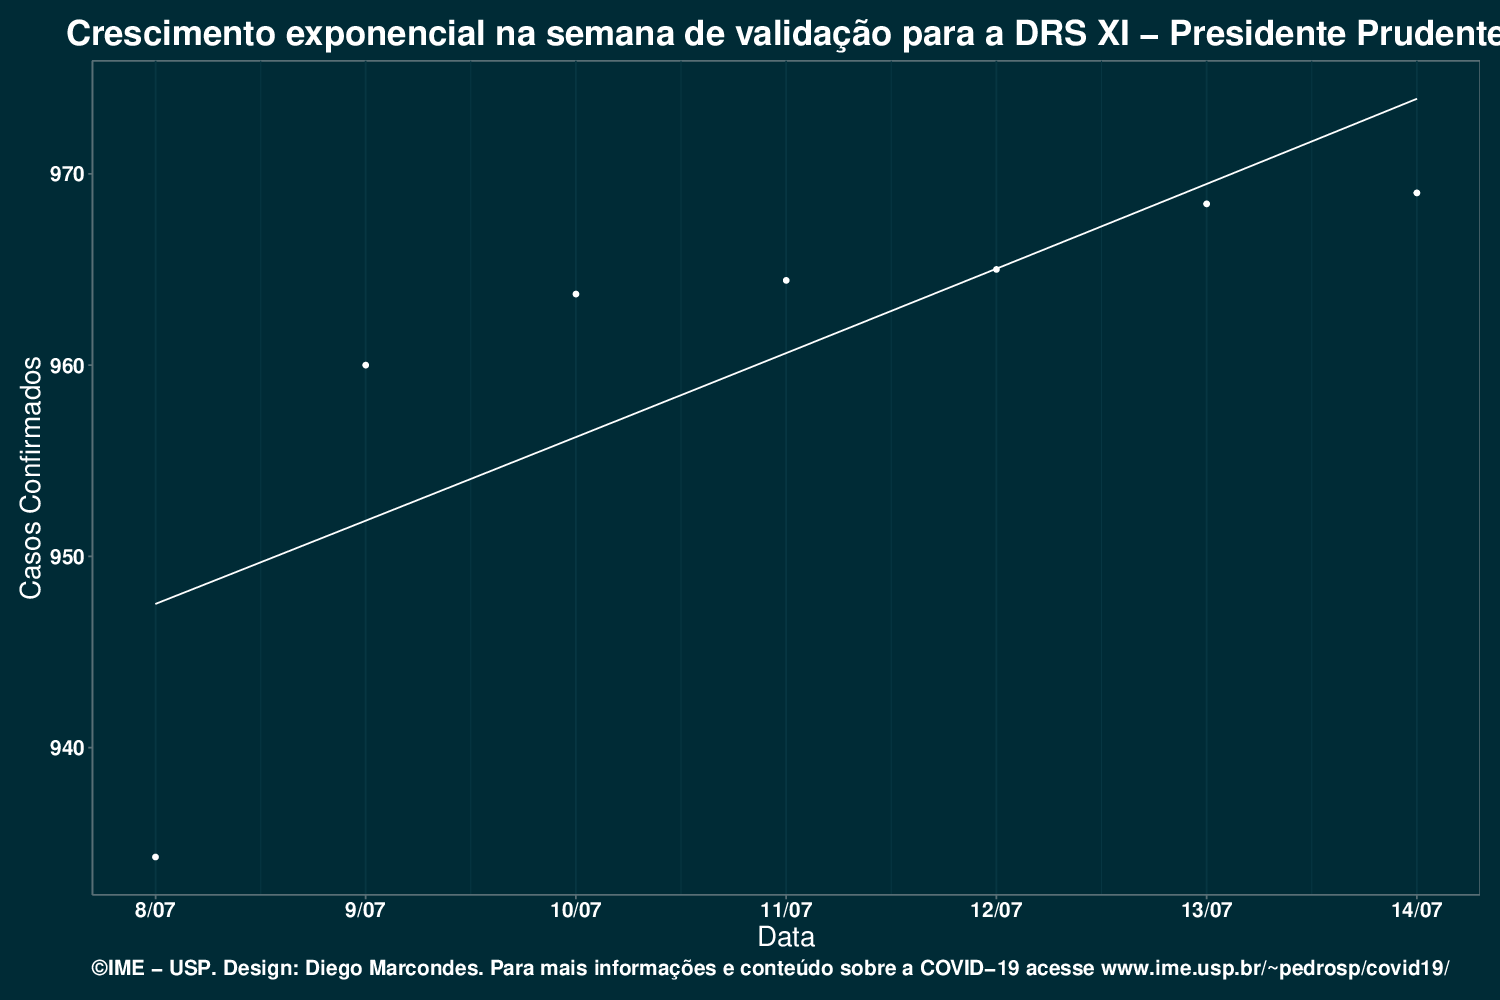 Crescimento exponencial na semana de validação para a DRS XI – Presidente Prudente
970
960
950
940
Casos Confirmados
8/07
9/07
10/07
11/07
12/07
13/07
14/07
Data
©IME – USP. Design: Diego Marcondes. Para mais informações e conteúdo sobre a COVID–19 acesse www.ime.usp.br/~pedrosp/covid19/